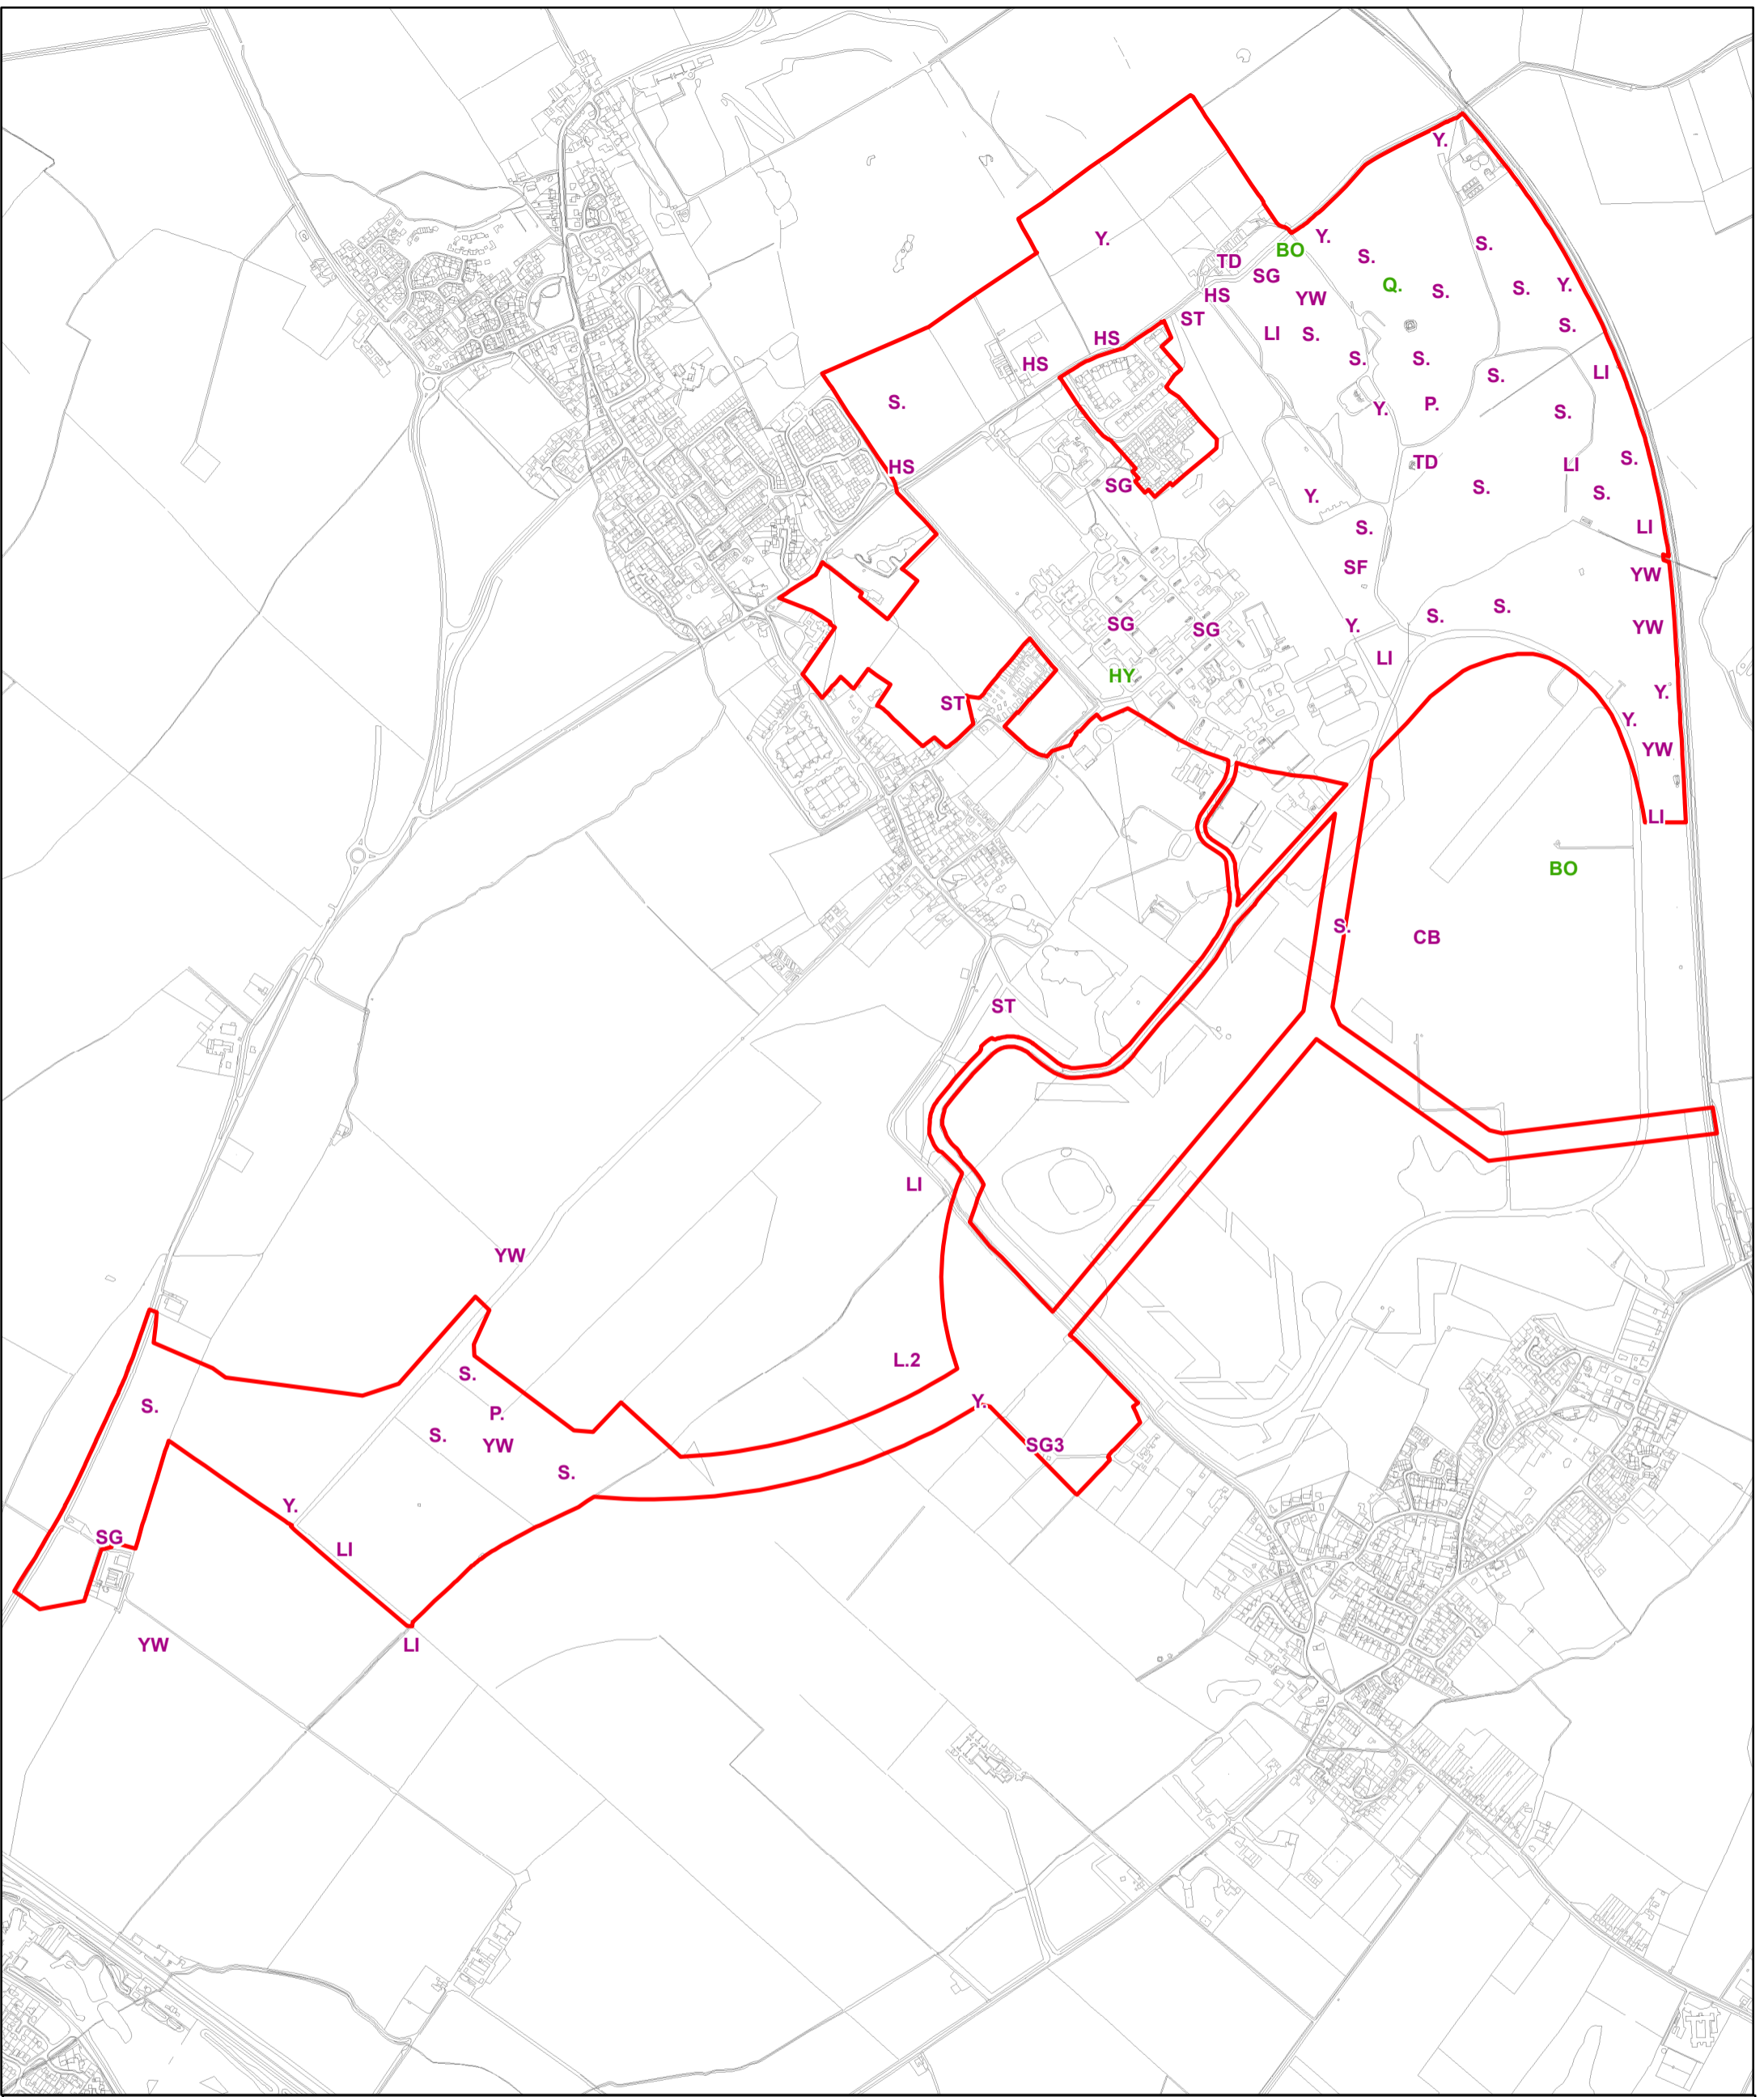 Y.
Y.
Y.
S.
BO
S.
TD
SG
Q.
S.
S.
Y.
HS
YW
ST
S.
LI
S.
HS
HS
S.
S.
S.
LI
S.
Y.
P.
S.
HS
TD
LI
S.
SG
S.
Y.
S.
S.
LI
SF
YW
S.
S.
SG
SG
Y.
YW
LI
HY
Y.
ST
Y.
YW
LI
BO
S.
CB
ST
LI
YW
L.2
S.
Y.
S.
P.
S.
YW
SG3
S.
Y.
SG
LI
YW
LI